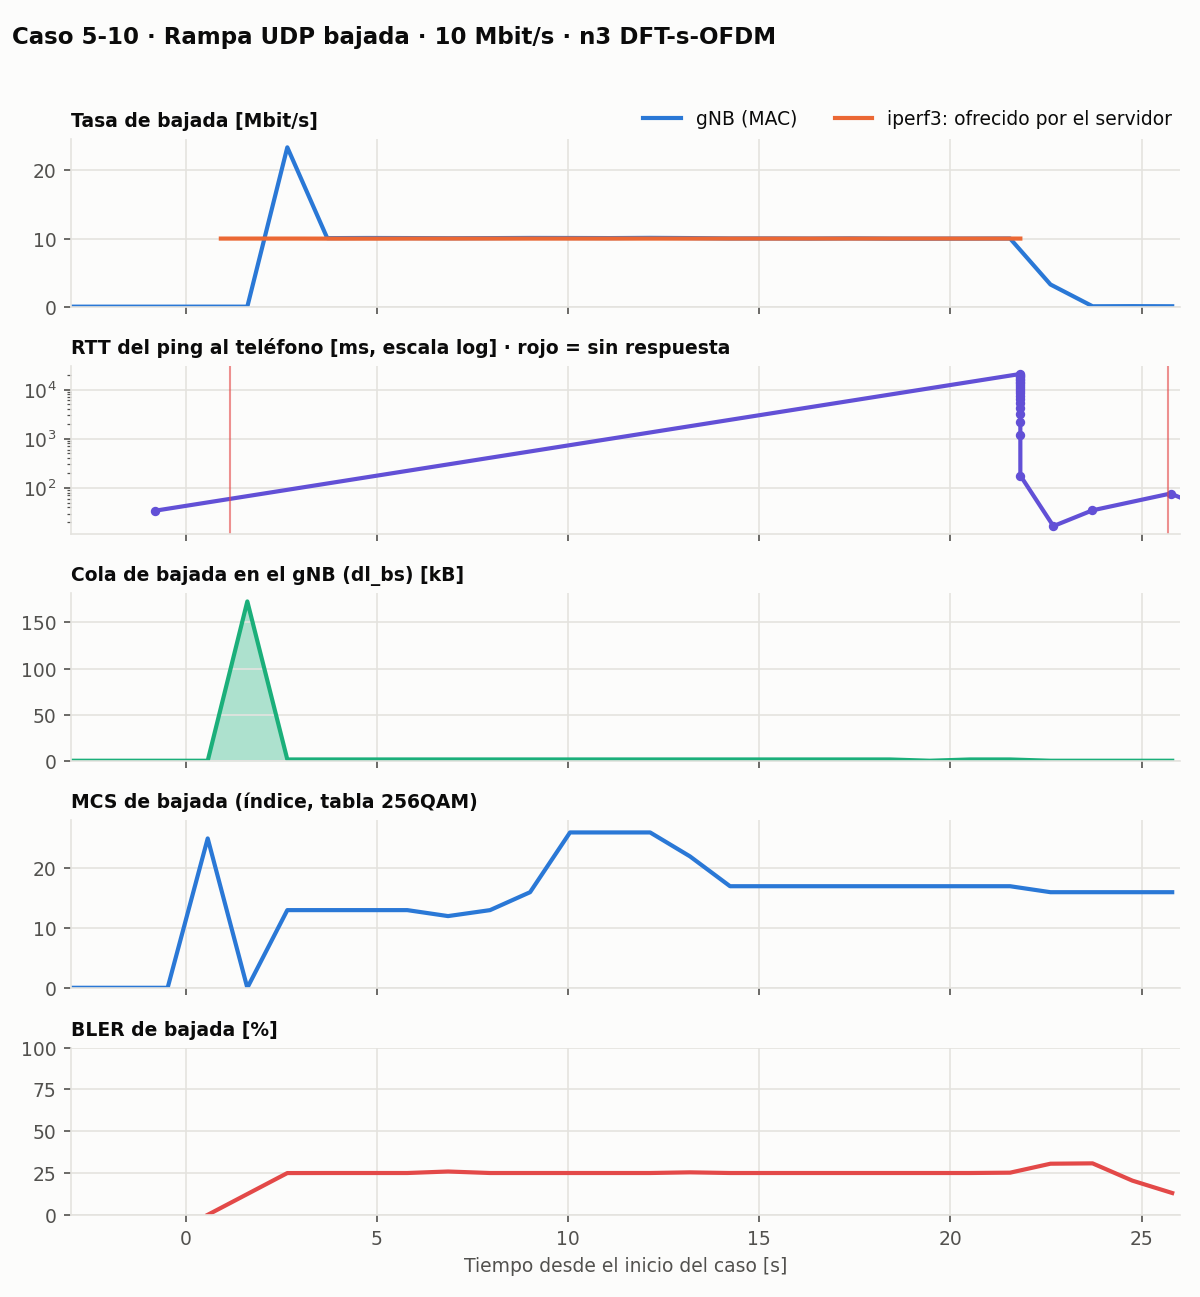 Caso 5-10 · Rampa UDP bajada · 10 Mbit/s · n3 DFT-s-OFDM
Tasa de bajada [Mbit/s]
gNB (MAC)
iperf3: ofrecido por el servidor
20
10
0
RTT del ping al teléfono [ms, escala log] · rojo = sin respuesta
10⁴
10³
10²
Cola de bajada en el gNB (dl_bs) [kB]
150
100
50
0
MCS de bajada (índice, tabla 256QAM)
20
10
0
BLER de bajada [%]
100
75
50
25
0
0 5 10 15 20 25
Tiempo desde el inicio del caso [s]